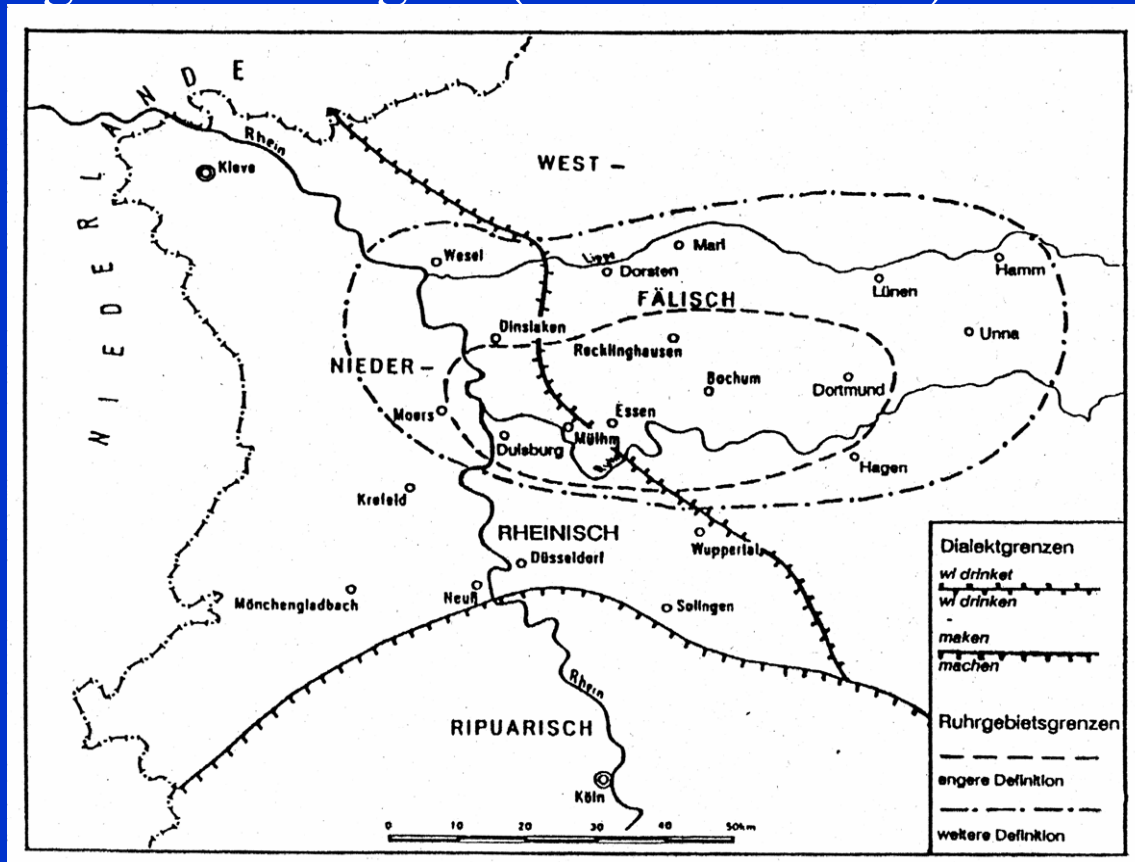 NIEDERLANDE
Rhein
Kleve
WEST –
Wesel
Lippe
Marl
Dorsten
Hamm
Lünen
FÄLISCH
Dinslaken
Unna
Recklinghausen
NIEDER –
Bochum
Dortmund
Moers
Essen
Mülhm
Duisburg
Hagen
Krefeld
RHEINISCH
Wuppertal
Düsseldorf
Mönchengladbach
Neuß
Solingen
Rhein
RIPUARISCH
Köln
0 10 20 30 40 50km
Dialektgrenzen
wi drinket
wi drinken
-
maken
machen
Ruhrgebietsgrenzen
engere Definition
weitere Definition